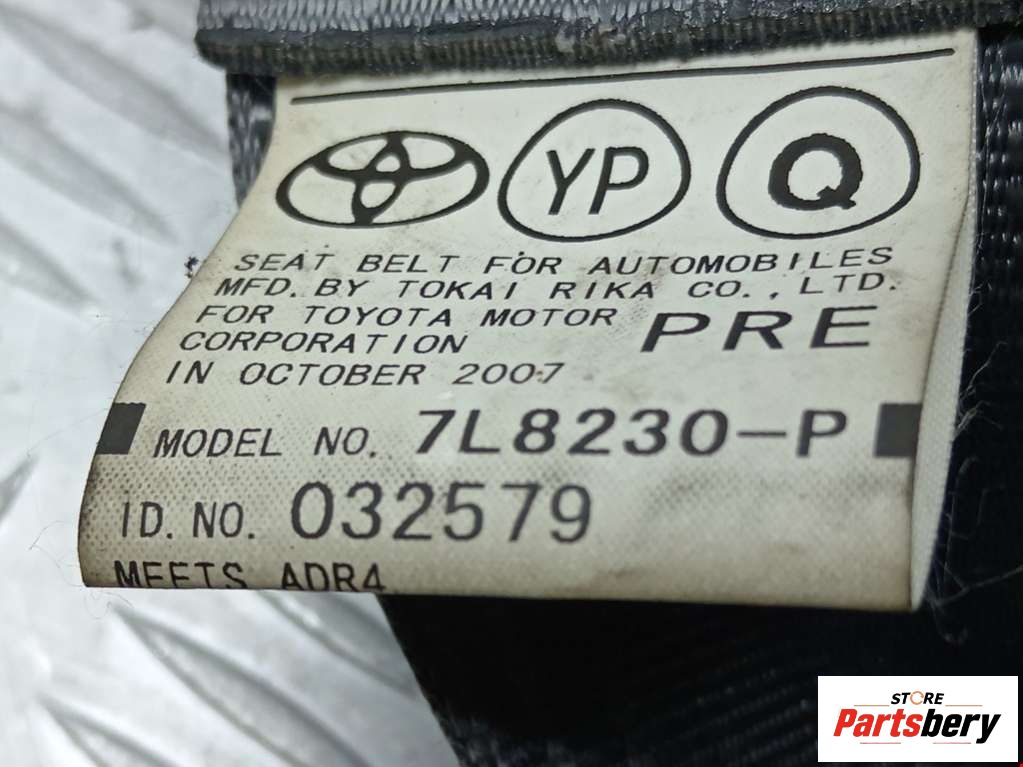 YP Q
SEAT BELT FOR AUTOMOBILES
MFD. BY TOKAI RIKA CO., LTD.
FOR TOYOTA MOTOR PRE
CORPORATION
IN OCTOBER 2007
MODEL NO. 7L8230-P
ID. NO. 032579
MEETS ADR4
STORE
Partsbery